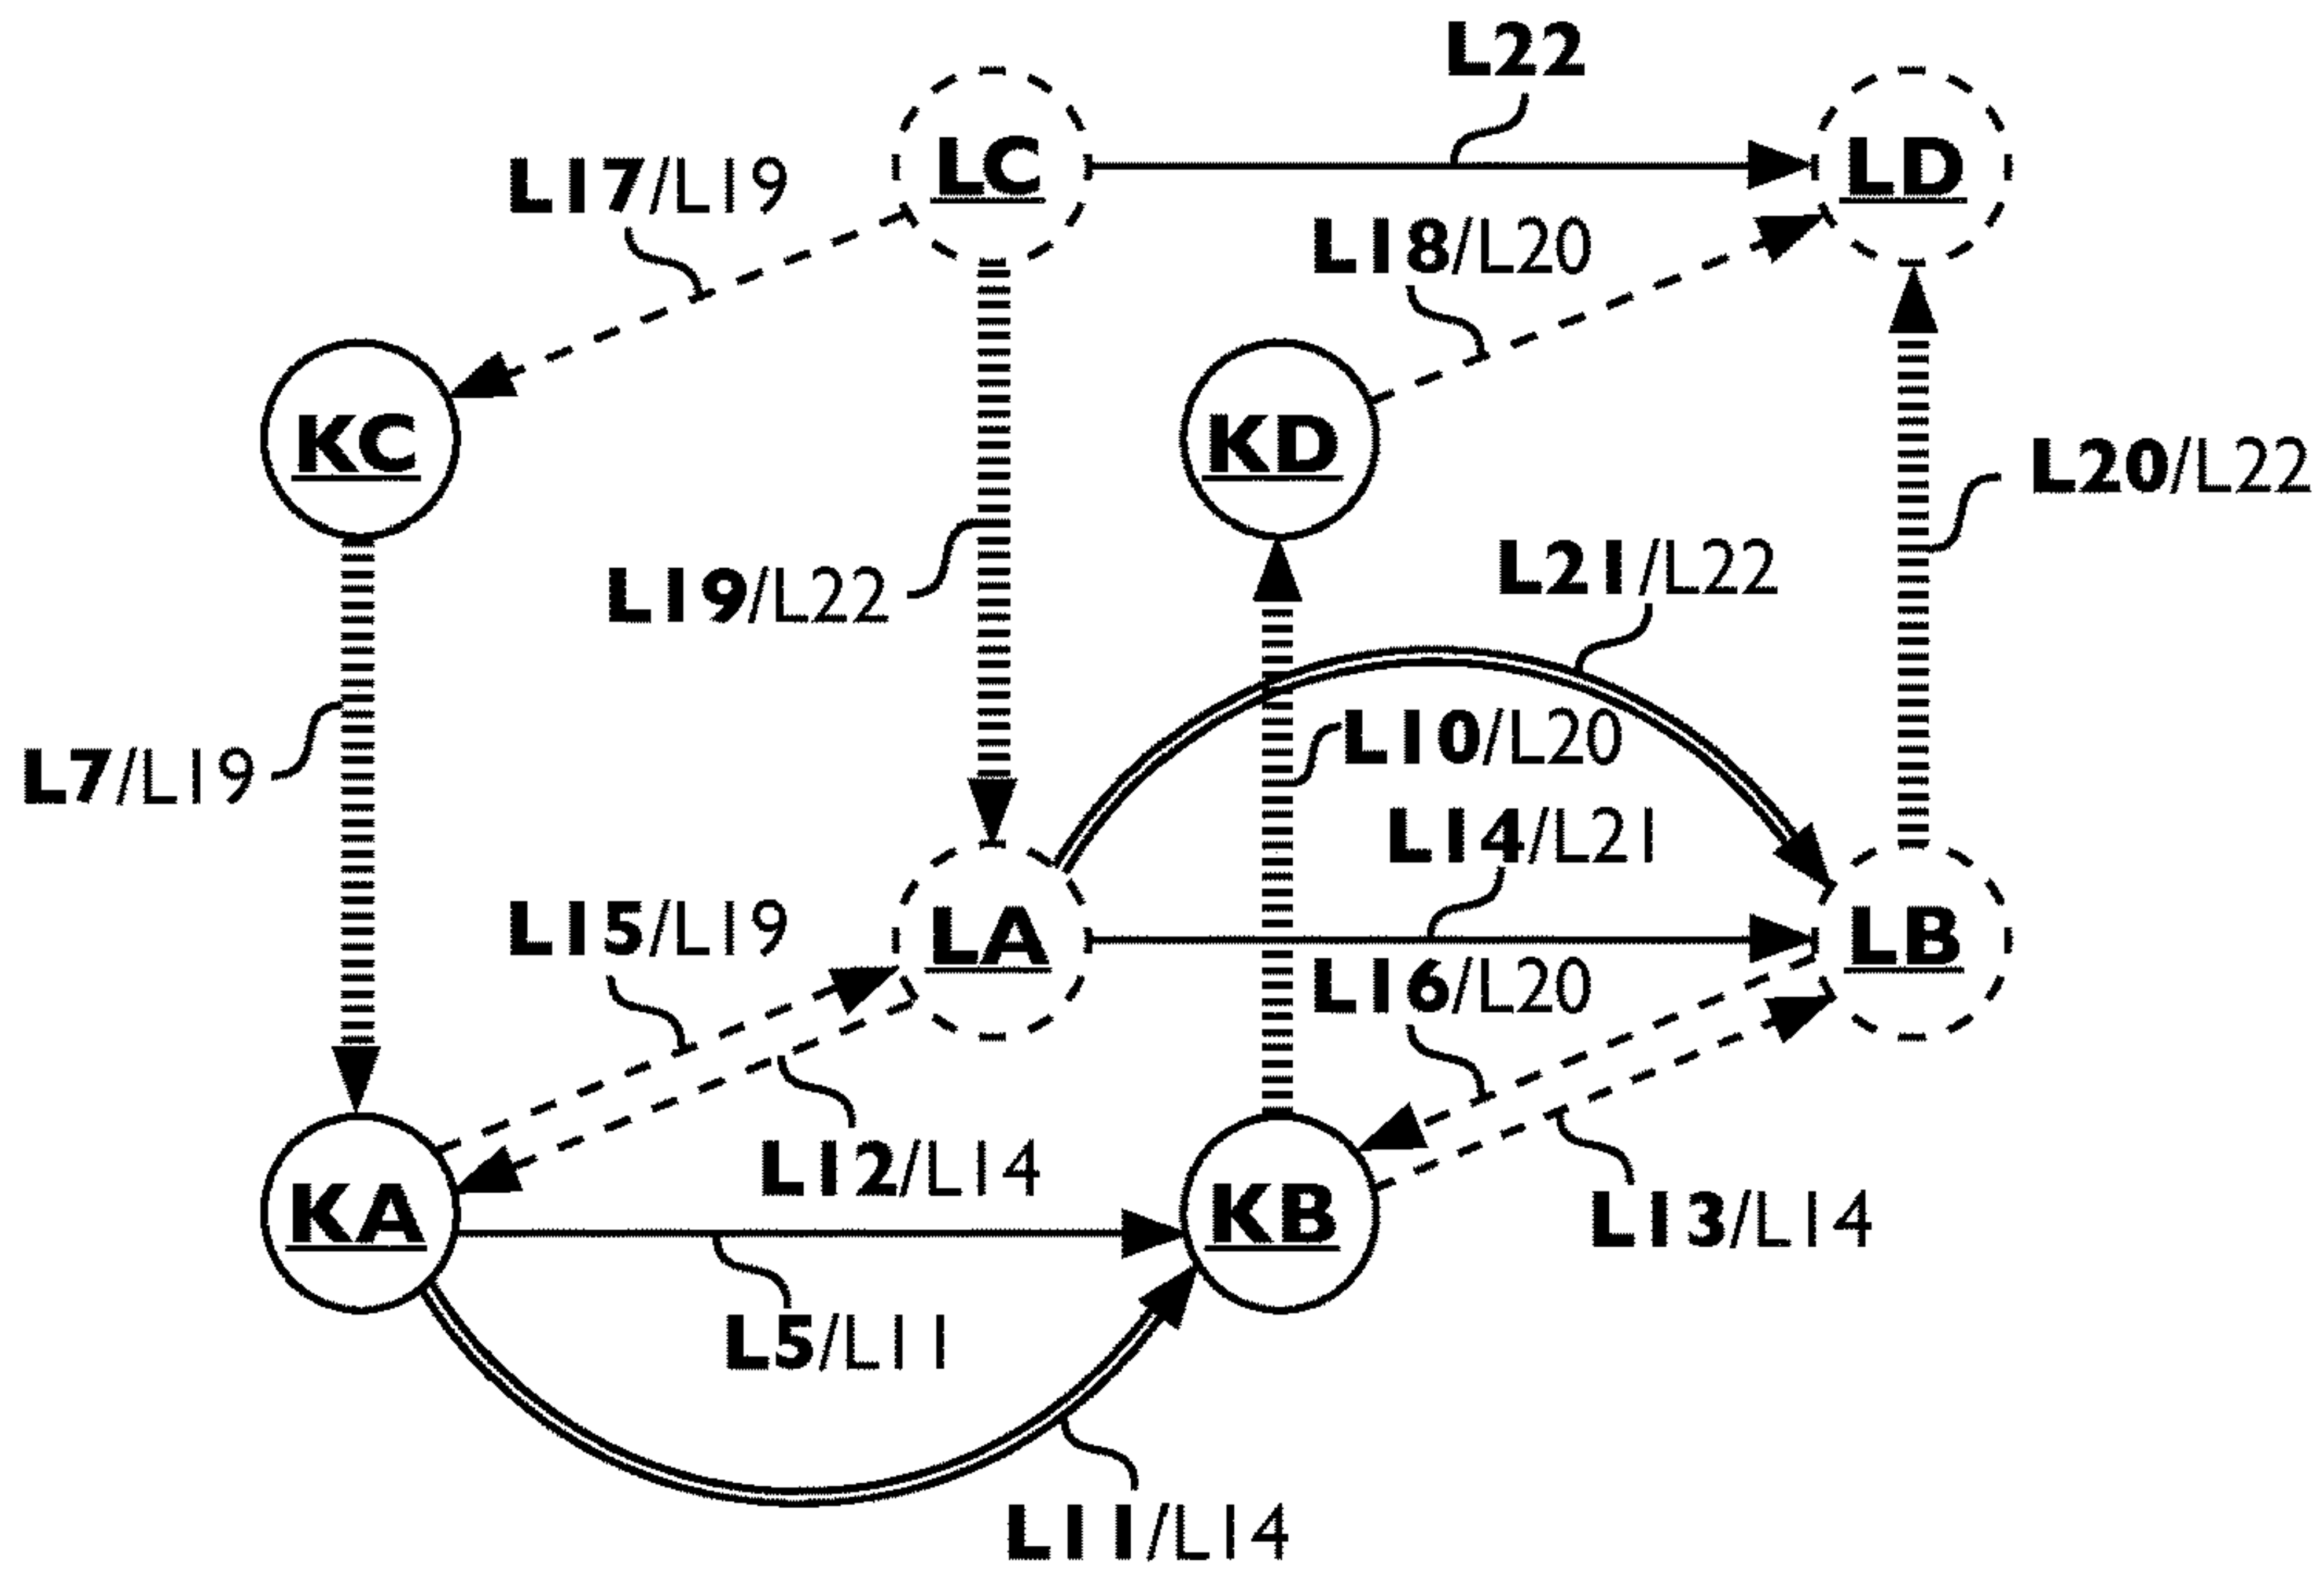 L22
LC
LD
L17/L19
L18/L20
KC
KD
L20/L22
L21/L22
L19/L22
L10/L20
L7/L19
L14/L21
L15/L19
LA
LB
L16/L20
L12/L14
KA
KB
L13/L14
L5/L11
L11/L14